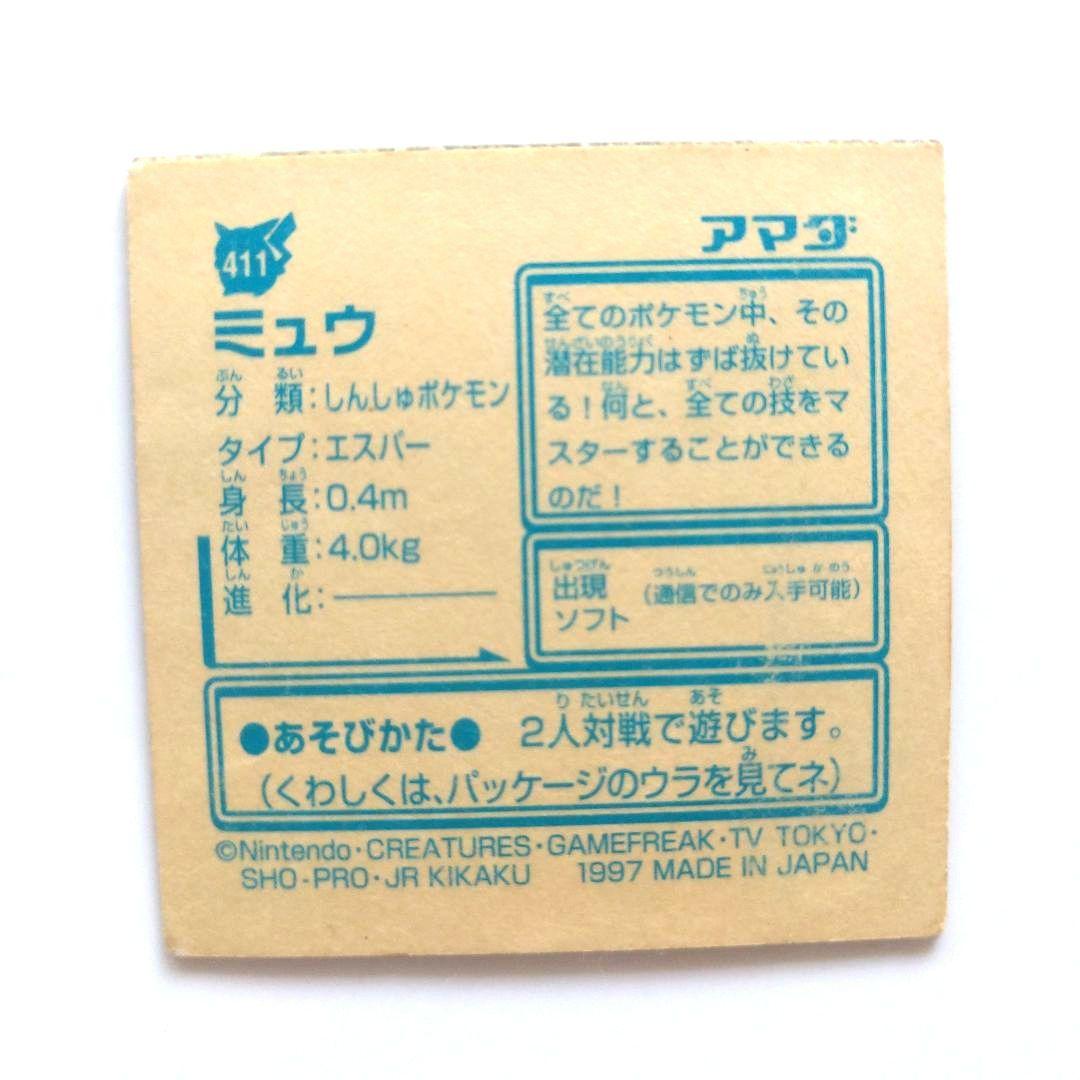 411
ミュウ
分類：しんしゅポケモン
タイプ：エスパー
身長：0.4m
体重：4.0kg
進化：―――
アマダ
全てのポケモン中、その
潜在能力はずば抜けてい
る！何と、全ての技をマ
スターすることができる
のだ！
出現
ソフト
（通信でのみ入手可能）
●あそびかた● 2人対戦で遊びます。
（くわしくは、パッケージのウラを見てネ）
©Nintendo・CREATURES・GAMEFREAK・TV TOKYO・
SHO-PRO・JR KIKAKU 1997 MADE IN JAPAN